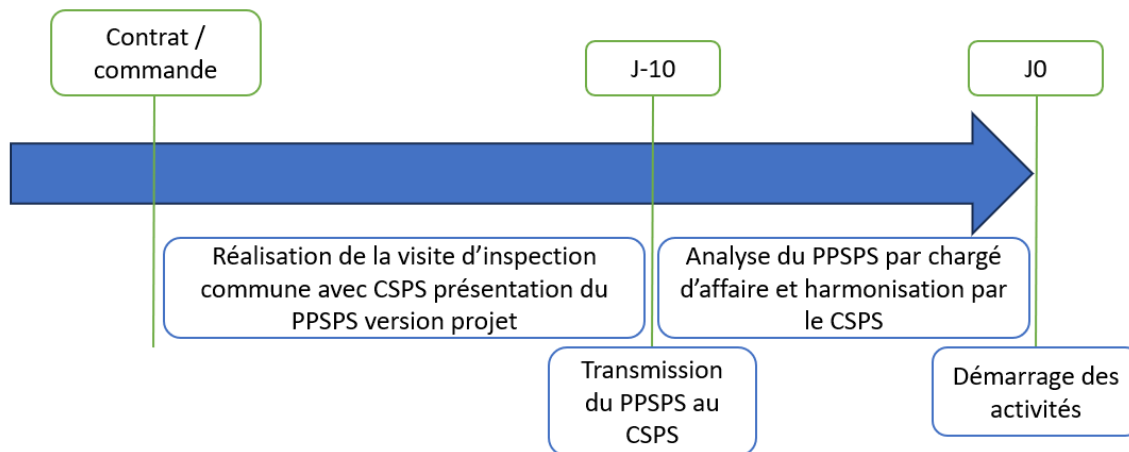 Contrat /
commande
J-10
J0
Réalisation de la visite d’inspection
commune avec CSPS présentation du
PPSPS version projet
Analyse du PPSPS par chargé
d’affaire et harmonisation par
le CSPS
Transmission
du PPSPS au
CSPS
Démarrage des
activités